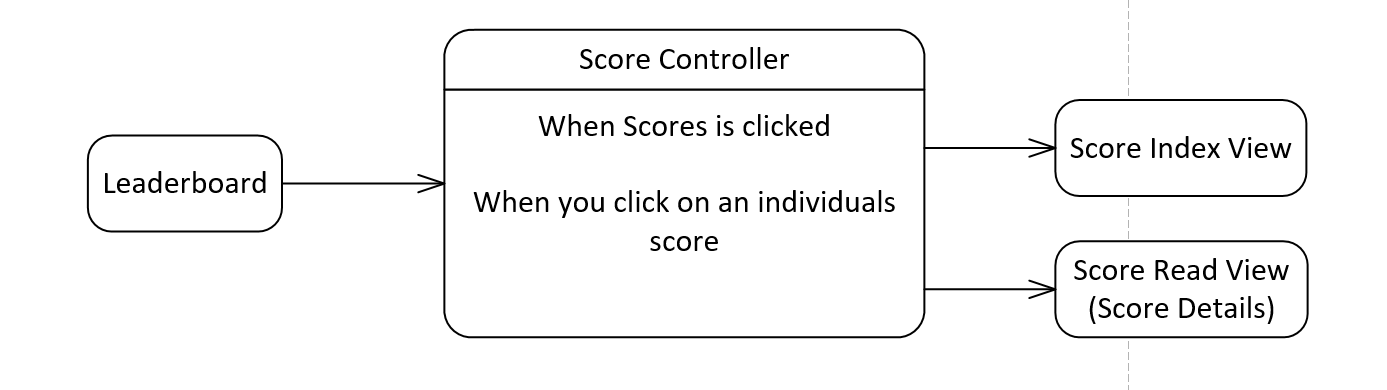 Score Controller
When Scores is clicked
When you click on an individuals
score
Leaderboard
Score Index View
Score Read View
(Score Details)